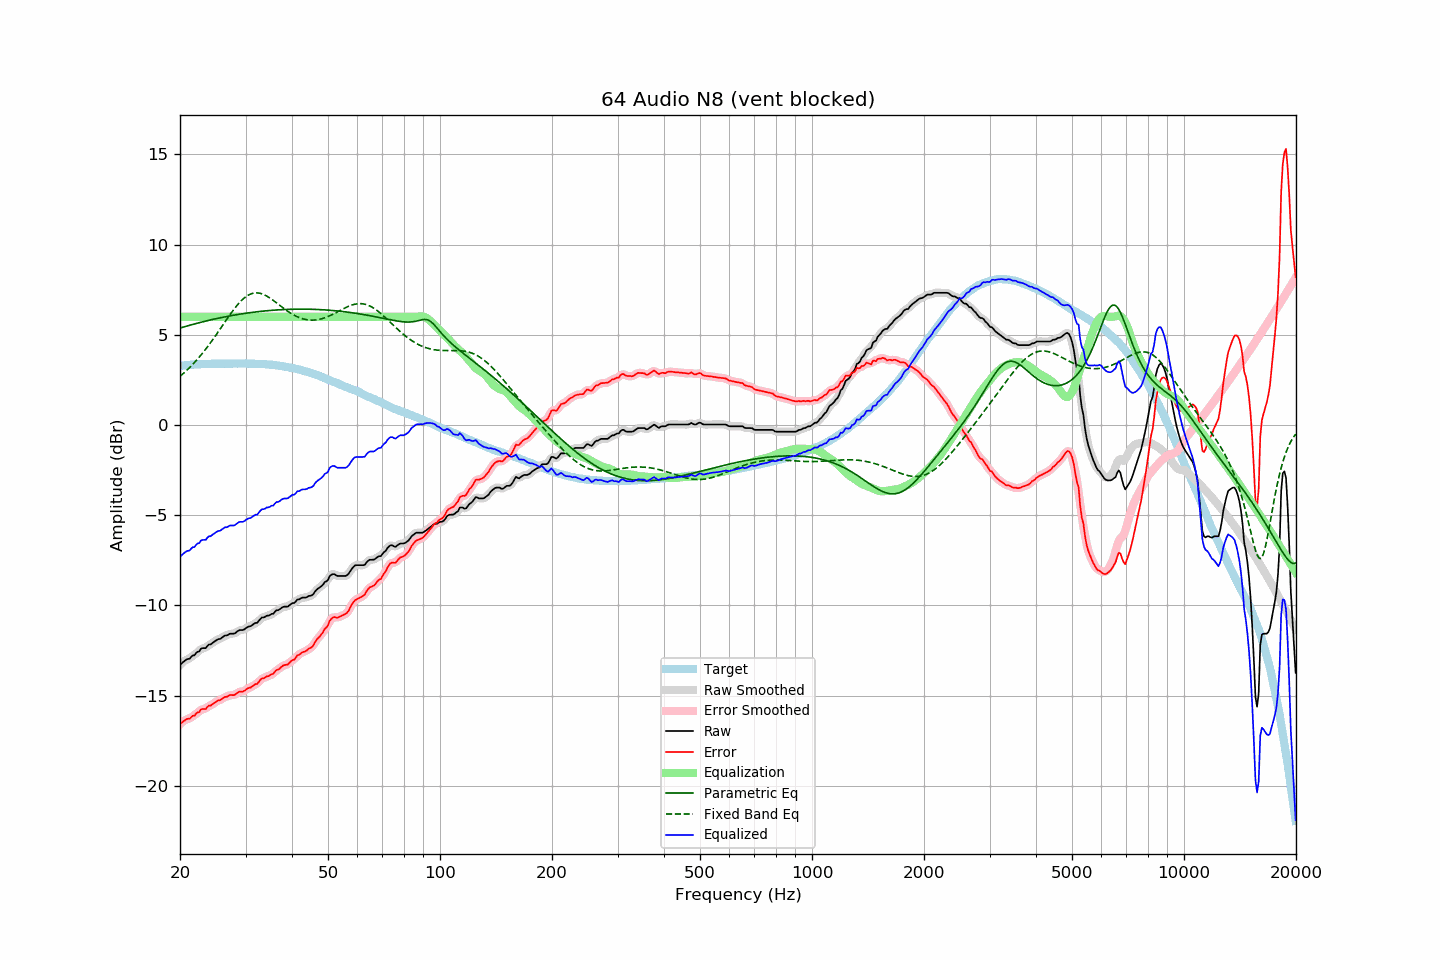 64 Audio N8 (vent blocked)
Amplitude (dBr)
15
10
5
0
−5
−10
−15
−20
Target
Raw Smoothed
Error Smoothed
Raw
Error
Equalization
Parametric Eq
Fixed Band Eq
Equalized
20 50 100 200 500 1000 2000 5000 10000 20000
Frequency (Hz)